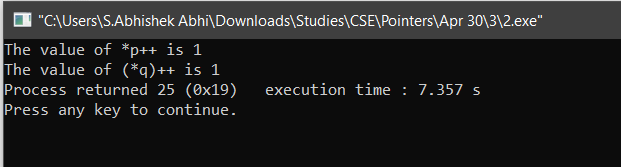 "C:\Users\S.Abhishek Abhi\Downloads\Studies\CSE\Pointers\Apr 30\3\2.exe"
The value of *p++ is 1
The value of (*q)++ is 1
Process returned 25 (0x19)   execution time : 7.357 s
Press any key to continue.